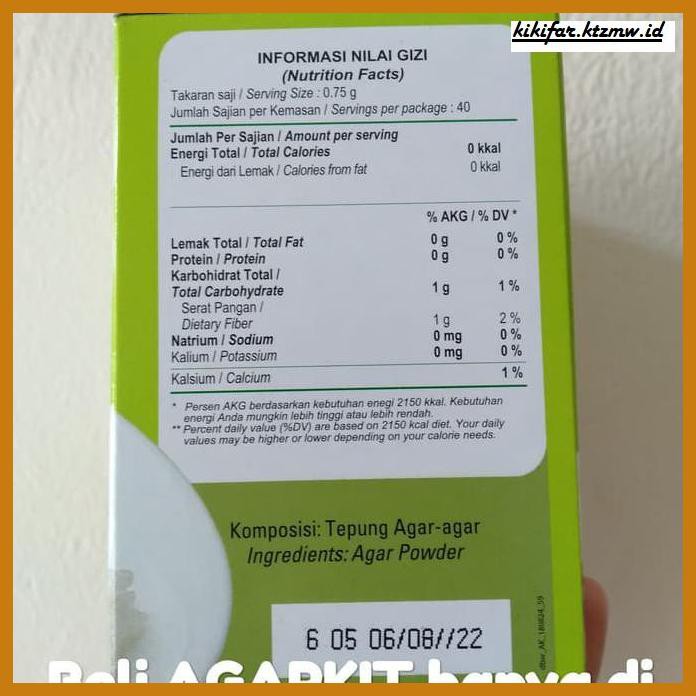 kikifar.ktzmw.id
INFORMASI NILAI GIZI
(Nutrition Facts)
Takaran saji / Serving Size : 0.75 g
Jumlah Sajian per Kemasan / Servings per package : 40
Jumlah Per Sajian / Amount per serving
Energi Total / Total Calories 0 kkal
Energi dari Lemak / Calories from fat 0 kkal
% AKG / % DV *
Lemak Total / Total Fat 0 g 0 %
Protein / Protein 0 g 0 %
Karbohidrat Total /
Total Carbohydrate 1 g 1 %
Serat Pangan /
Dietary Fiber 1 g 2 %
Natrium / Sodium 0 mg 0 %
Kalium / Potassium 0 mg 0 %
Kalsium / Calcium 1 %
* Persen AKG berdasarkan kebutuhan enegi 2150 kkal. Kebutuhan
energi Anda mungkin lebih tinggi atau lebih rendah.
** Percent daily value (%DV) are based on 2150 kcal diet. Your daily
values may be higher or lower depending on your calorie needs.
Komposisi: Tepung Agar-agar
Ingredients: Agar Powder
6 05 06/08//22
Beli AGARKIT hanya di